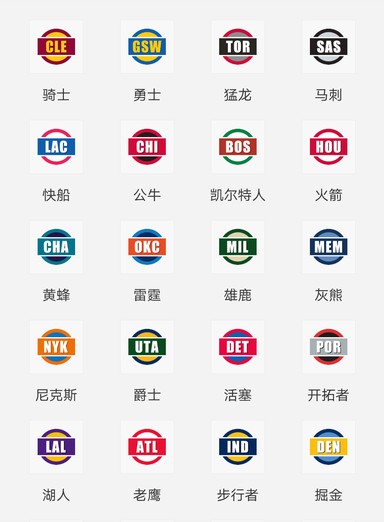 CLE GSW TOR SAS
骑士 勇士 猛龙 马刺
LAC CHI BOS HOU
快船 公牛 凯尔特人 火箭
CHA OKC MIL MEM
黄蜂 雷霆 雄鹿 灰熊
NYK UTA DET POR
尼克斯 爵士 活塞 开拓者
LAL ATL IND DEN
湖人 老鹰 步行者 掘金